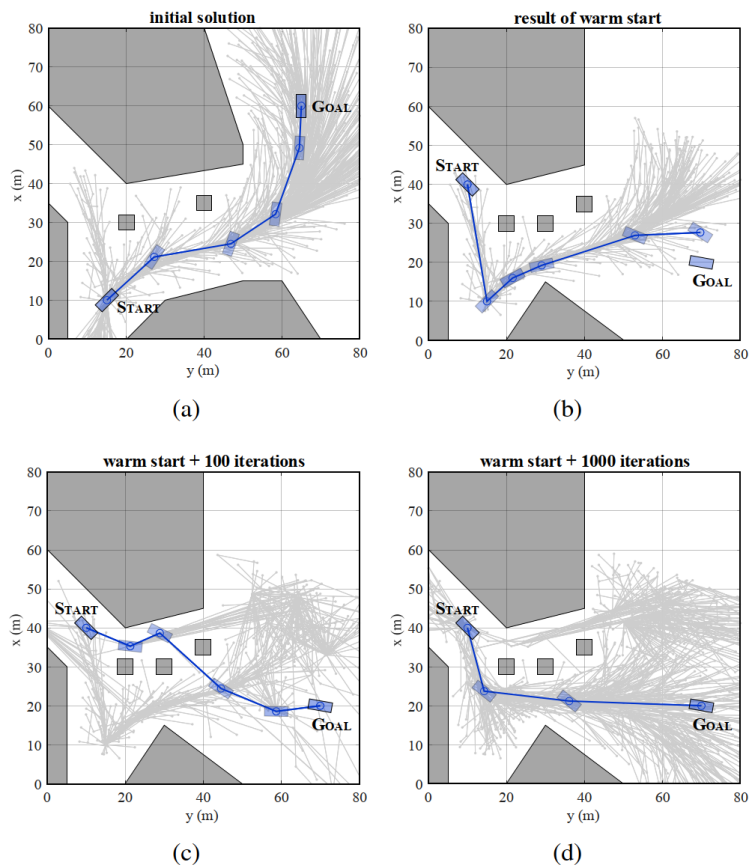 initial solution
80
70
60
50
40
30
20
10
0
x (m)
GOAL
START
0 20 40 60 80
y (m)
(a)
result of warm start
80
70
60
50
40
30
20
10
0
x (m)
START
GOAL
0 20 40 60 80
y (m)
(b)
warm start + 100 iterations
80
70
60
50
40
30
20
10
0
x (m)
START
GOAL
0 20 40 60 80
y (m)
(c)
warm start + 1000 iterations
80
70
60
50
40
30
20
10
0
x (m)
START
GOAL
0 20 40 60 80
y (m)
(d)